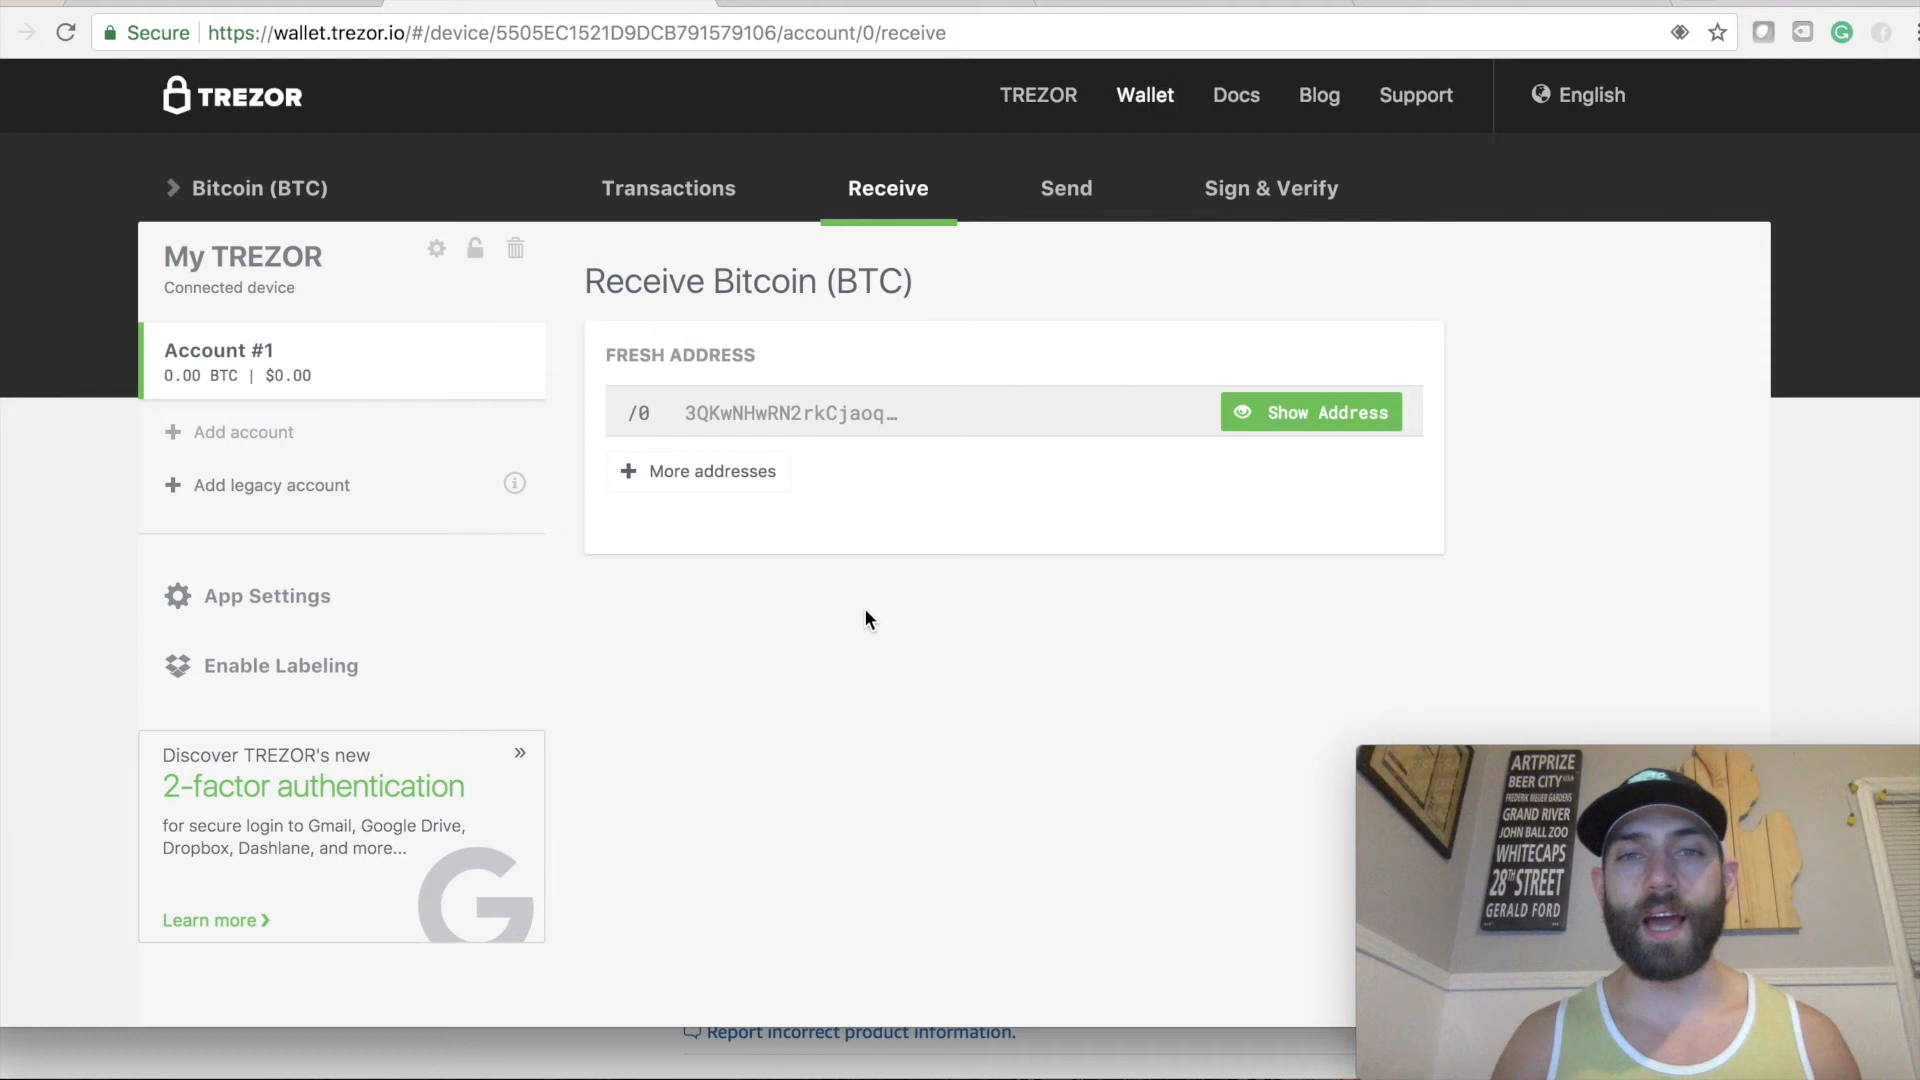 Secure https://wallet.trezor.io/#/device/5505EC1521D9DCB791579106/account/0/receive
TREZOR
TREZOR Wallet Docs Blog Support English
Bitcoin (BTC)
Transactions Receive Send Sign & Verify
My TREZOR
Connected device
Account #1
0.00 BTC | $0.00
+ Add account
+ Add legacy account
App Settings
Enable Labeling
Discover TREZOR's new »
2-factor authentication
for secure login to Gmail, Google Drive,
Dropbox, Dashlane, and more...
Learn more
G
Receive Bitcoin (BTC)
FRESH ADDRESS
/0 3QKwNHwRN2rkCjaoq… Show Address
+ More addresses
Report incorrect product information.
ARTPRIZE
BEER CITY USA
FREDERIK MEIJER GARDENS
GRAND RIVER
JOHN BALL ZOO
WHITECAPS
28TH STREET
GERALD FORD